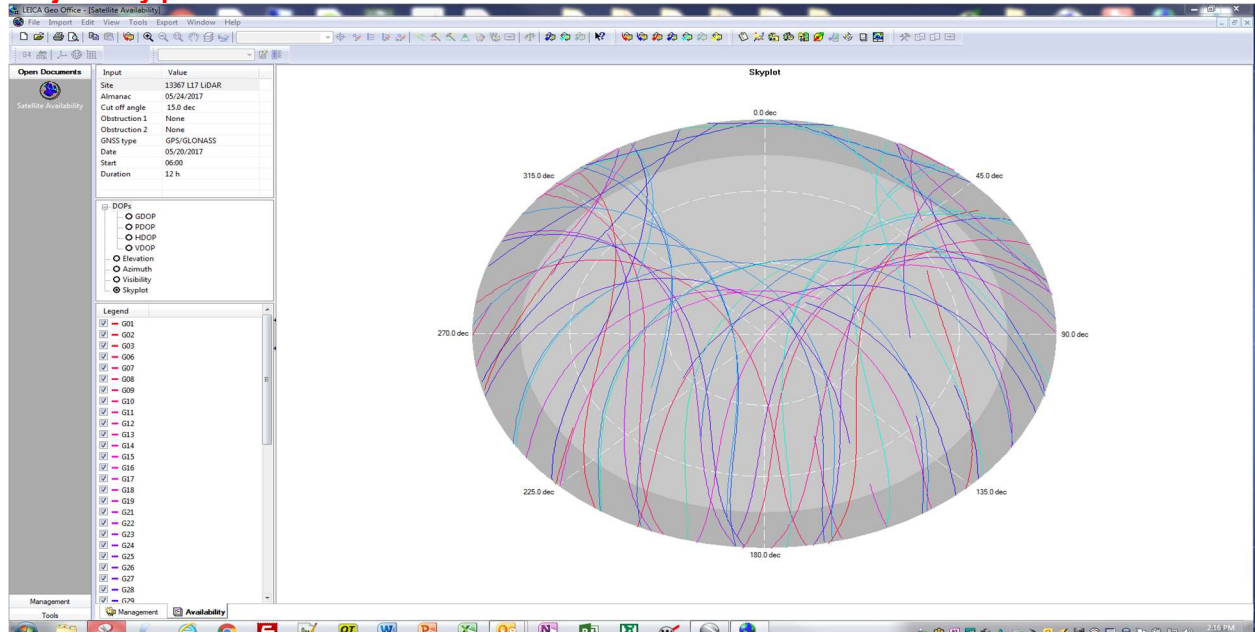 LEICA Geo Office - [Satellite Availability]
File Import Edit View Tools Export Window Help
Open Documents
Satellite Availability
Management
Tools
Input Value
Site 13367 L17 LiDAR
Almanac 05/24/2017
Cut off angle 15.0 dec
Obstruction 1 None
Obstruction 2 None
GNSS type GPS/GLONASS
Date 05/20/2017
Start 06:00
Duration 12 h
DOPs
GDOP
PDOP
HDOP
VDOP
Elevation
Azimuth
Visibility
Skyplot
Legend
G01
G02
G03
G06
G07
G08
G09
G10
G11
G12
G13
G14
G15
G16
G17
G18
G19
G21
G22
G23
G24
G25
G26
G27
G28
G29
Management Availability
Skyplot
0.0 dec
315.0 dec
45.0 dec
270.0 dec
90.0 dec
225.0 dec
135.0 dec
180.0 dec
2:16 PM